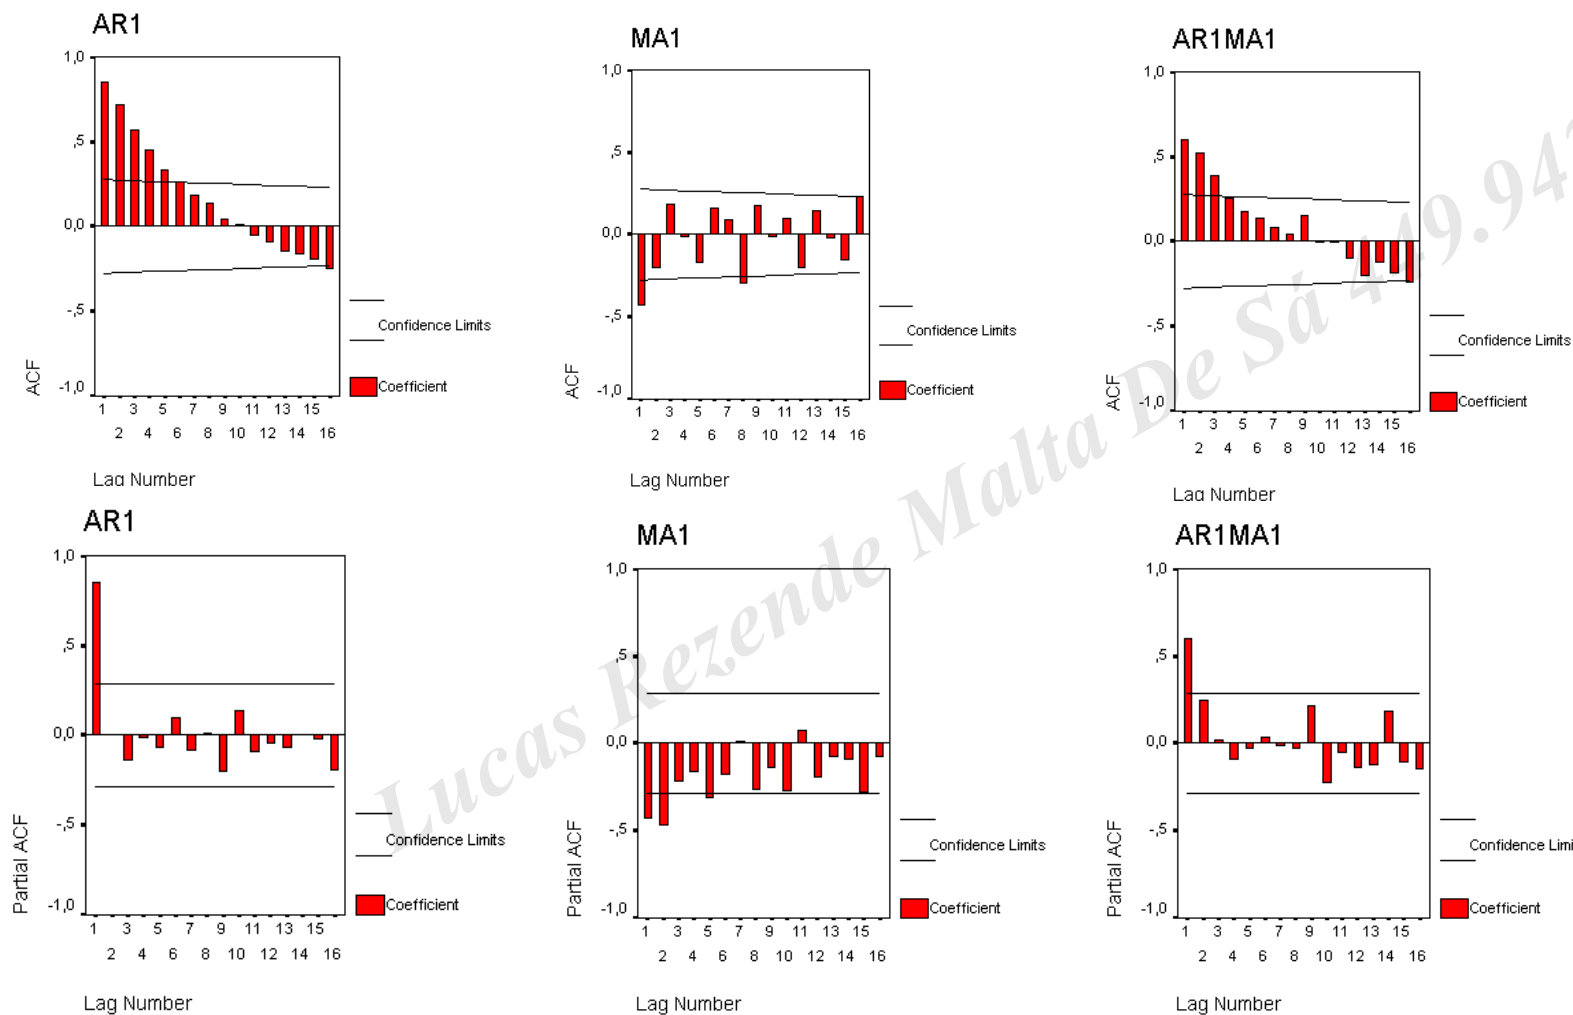 AR1
1,0
,5
0,0
-,5
-1,0
ACF
1 3 5 7 9 11 13 15
2 4 6 8 10 12 14 16
Lag Number
Confidence Limits
Coefficient
MA1
1,0
,5
0,0
-,5
-1,0
ACF
1 3 5 7 9 11 13 15
2 4 6 8 10 12 14 16
Lag Number
Confidence Limits
Coefficient
AR1MA1
1,0
,5
0,0
-,5
-1,0
ACF
1 3 5 7 9 11 13 15
2 4 6 8 10 12 14 16
Lag Number
Confidence Limits
Coefficient
AR1
1,0
,5
0,0
-,5
-1,0
Partial ACF
1 3 5 7 9 11 13 15
2 4 6 8 10 12 14 16
Lag Number
Confidence Limits
Coefficient
MA1
1,0
,5
0,0
-,5
-1,0
Partial ACF
1 3 5 7 9 11 13 15
2 4 6 8 10 12 14 16
Lag Number
Confidence Limits
Coefficient
AR1MA1
1,0
,5
0,0
-,5
-1,0
Partial ACF
1 3 5 7 9 11 13 15
2 4 6 8 10 12 14 16
Lag Number
Confidence Limi
Coefficient
Lucas Rezende Malta De Sá 449.94